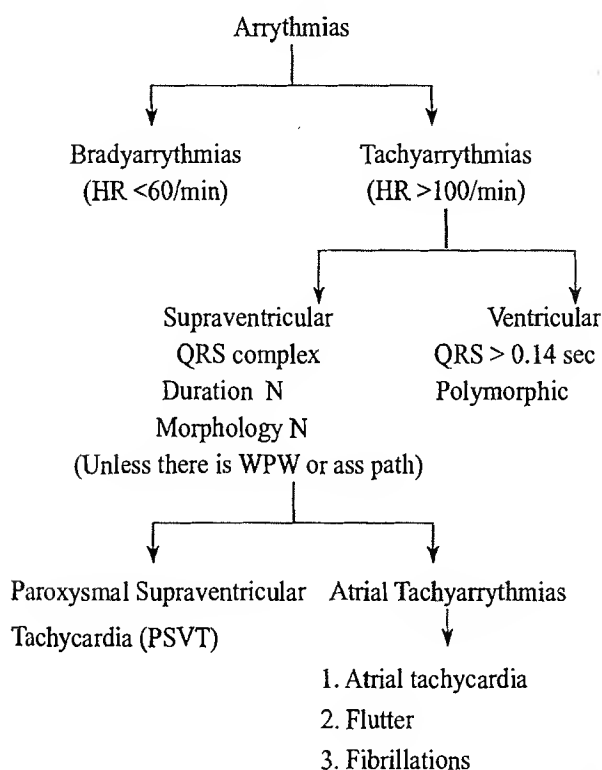 Arrythmias
Bradyarrythmias
(HR <60/min)
Tachyarrythmias
(HR >100/min)
Supraventricular
QRS complex
Duration N
Morphology N
(Unless there is WPW or ass path)
Ventricular
QRS > 0.14 sec
Polymorphic
Paroxysmal Supraventricular
Tachycardia (PSVT)
Atrial Tachyarrythmias
1. Atrial tachycardia
2. Flutter
3. Fibrillations